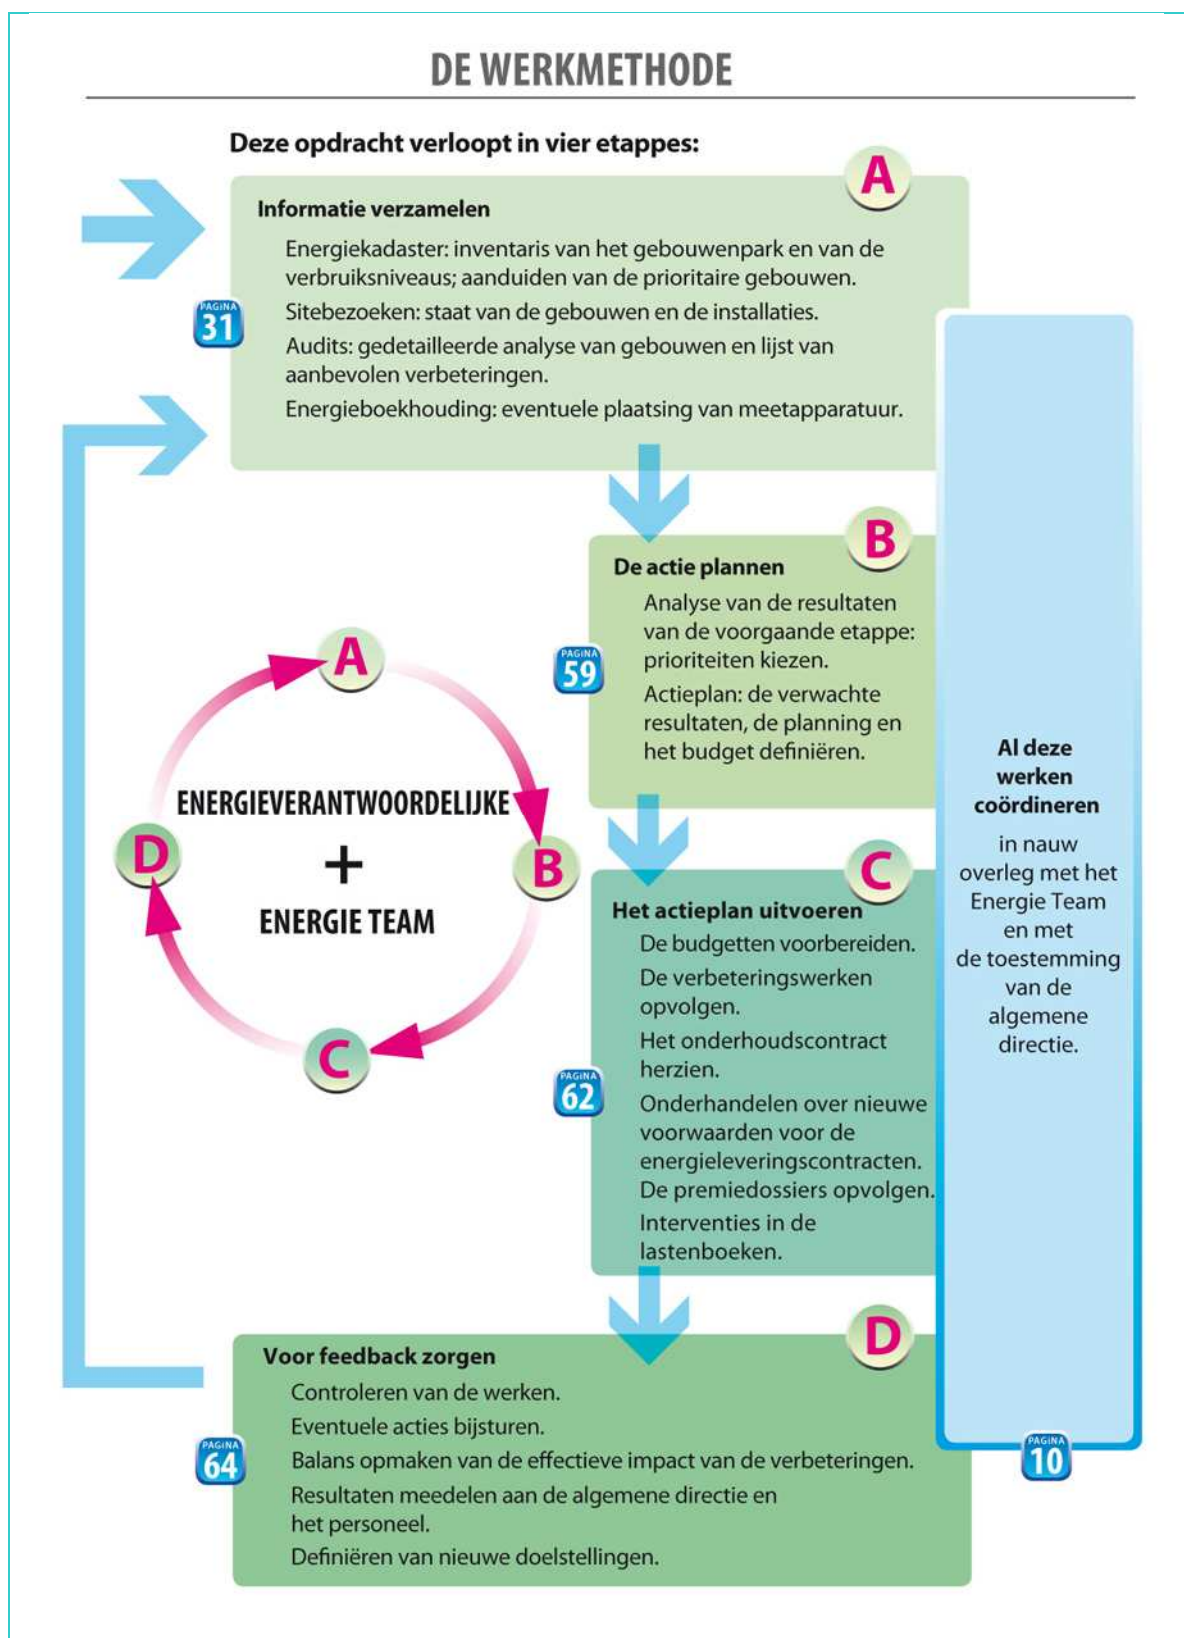 DE WERKMETHODE
Deze opdracht verloopt in vier etappes:
A
Informatie verzamelen
Energiekadaster: inventaris van het gebouwenpark en van de
verbruiksniveaus; aanduiden van de prioritaire gebouwen.
Sitebezoeken: staat van de gebouwen en de installaties.
Audits: gedetailleerde analyse van gebouwen en lijst van
aanbevolen verbeteringen.
Energieboekhouding: eventuele plaatsing van meetapparatuur.
PAGINA
31
B
De actie plannen
Analyse van de resultaten
van de voorgaande etappe:
prioriteiten kiezen.
Actieplan: de verwachte
resultaten, de planning en
het budget definiëren.
PAGINA
59
A
B
C
D
ENERGIEVERANTWOORDELIJKE
+
ENERGIE TEAM
C
Het actieplan uitvoeren
De budgetten voorbereiden.
De verbeteringswerken
opvolgen.
Het onderhoudscontract
herzien.
Onderhandelen over nieuwe
voorwaarden voor de
energieleveringscontracten.
De premiedossiers opvolgen.
Interventies in de
lastenboeken.
PAGINA
62
D
Voor feedback zorgen
Controleren van de werken.
Eventuele acties bijsturen.
Balans opmaken van de effectieve impact van de verbeteringen.
Resultaten meedelen aan de algemene directie en
het personeel.
Definiëren van nieuwe doelstellingen.
PAGINA
64
Al deze
werken
coördineren
in nauw
overleg met het
Energie Team
en met
de toestemming
van de
algemene
directie.
PAGINA
10